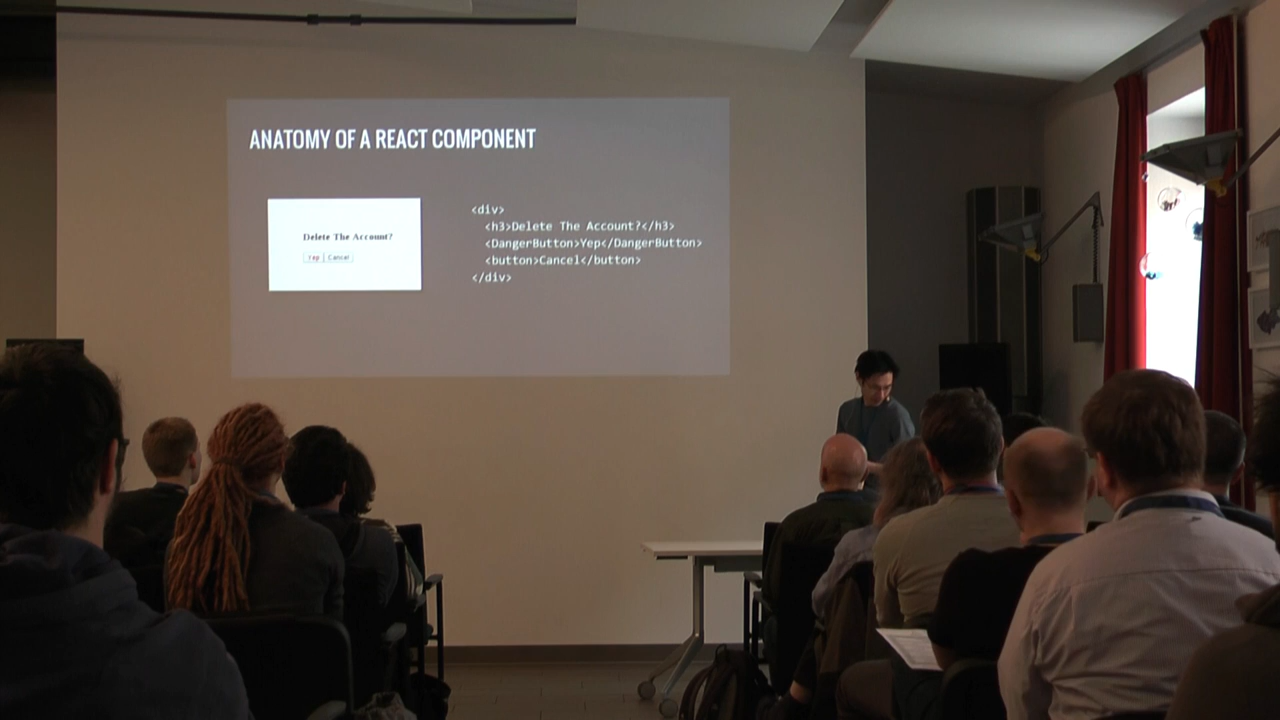 ANATOMY OF A REACT COMPONENT
Delete The Account?
Yep Cancel
<div>
<h3>Delete The Account?</h3>
<DangerButton>Yep</DangerButton>
<button>Cancel</button>
</div>